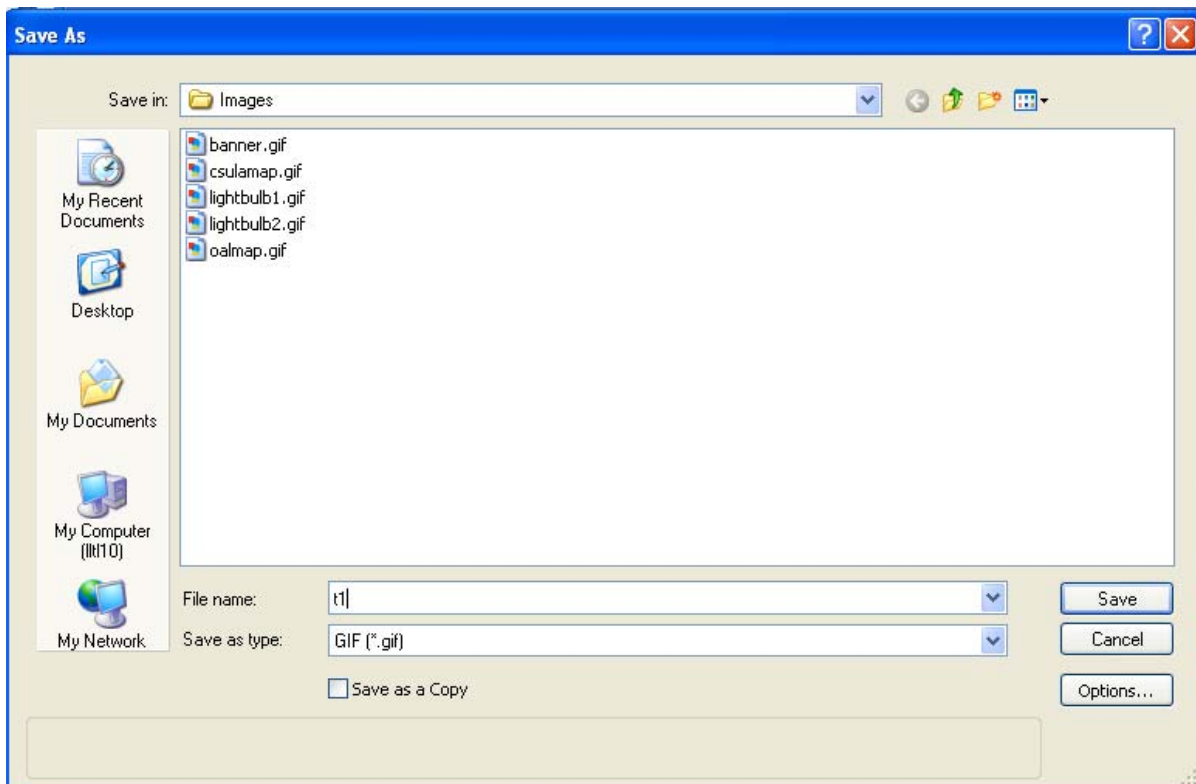 Save As
Save in:
Images
banner.gif
csulamap.gif
lightbulb1.gif
lightbulb2.gif
oalmap.gif
My Recent
Documents
Desktop
My Documents
My Computer
My Network
File name:
t1
Save
Save as type:
GIF (*.gif)
Cancel
Save as a Copy
Options...